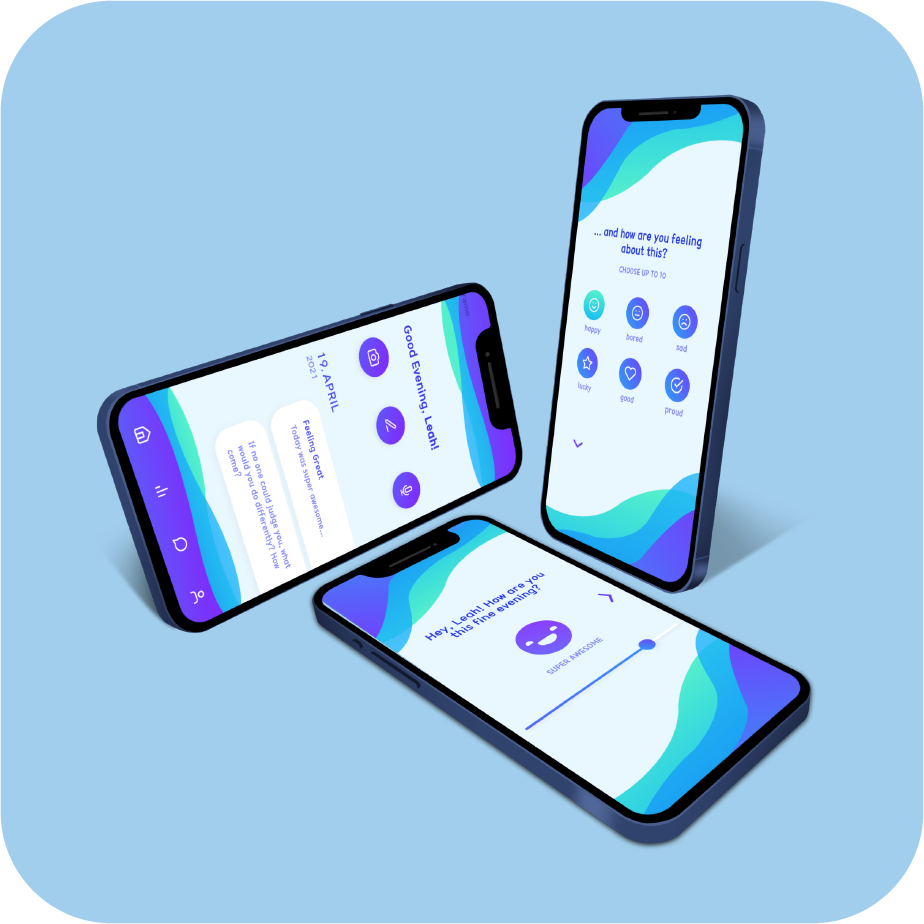 ... and how are you feeling
about this?
CHOOSE UP TO 10
happy
bored
sad
lucky
good
proud
Good Evening, Leah!
19. APRIL
2021
Feeling Great
Today was super awesome....
If no one could judge you, what
would you do differently? How
come?
Hey, Leah! How are you
this fine evening?
SUPER AWESOME